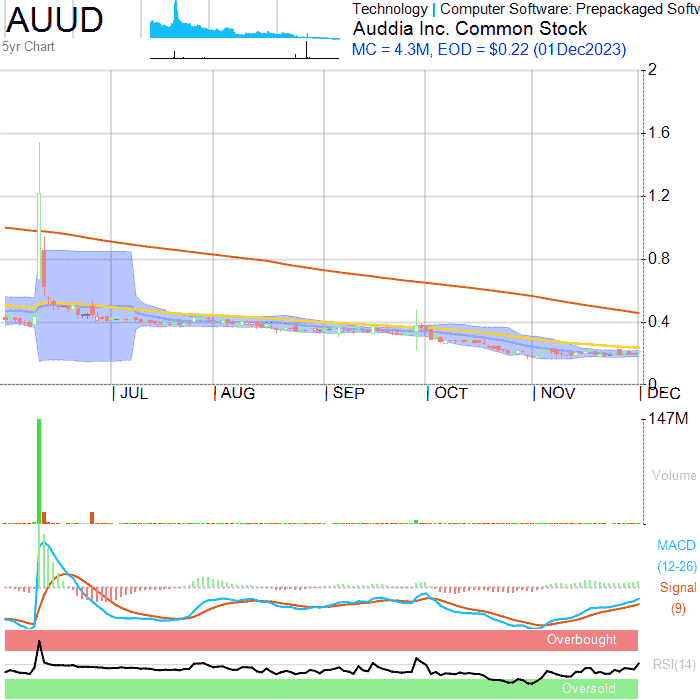 AUUD
5yr Chart
Technology | Computer Software: Prepackaged Softw
Auddia Inc. Common Stock
MC = 4.3M, EOD = $0.22 (01Dec2023)
2
1.6
1.2
0.8
0.4
0
JUL AUG SEP OCT NOV DEC
147M
Volume
MACD
(12-26)
Signal
(9)
Overbought
RSI(14)
Oversold